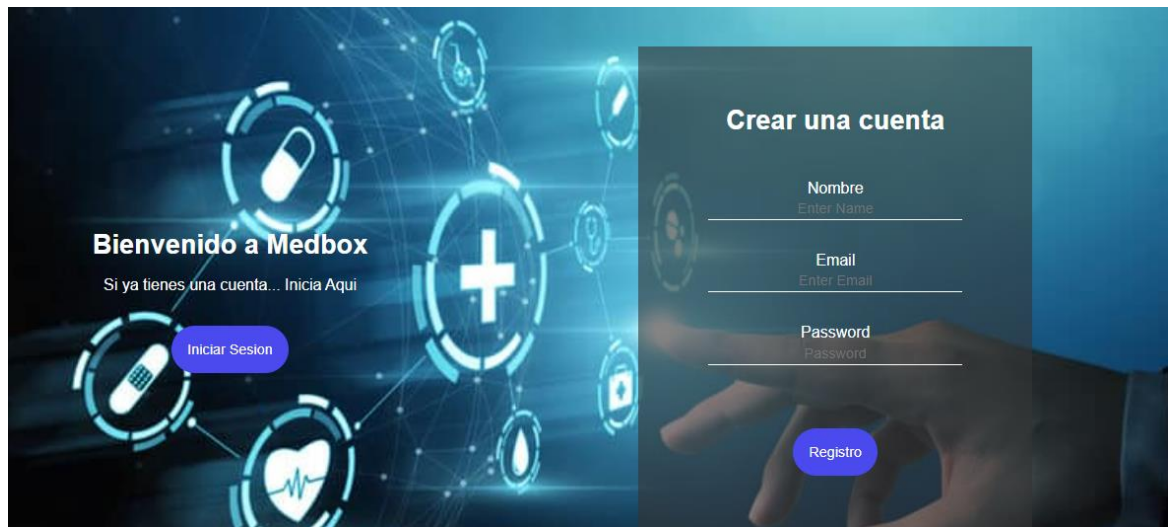 Bienvenido a Medbox
Si ya tienes una cuenta... Inicia Aqui
Iniciar Sesion
Crear una cuenta
Nombre
Enter Name
Email
Enter Email
Password
Password
Registro